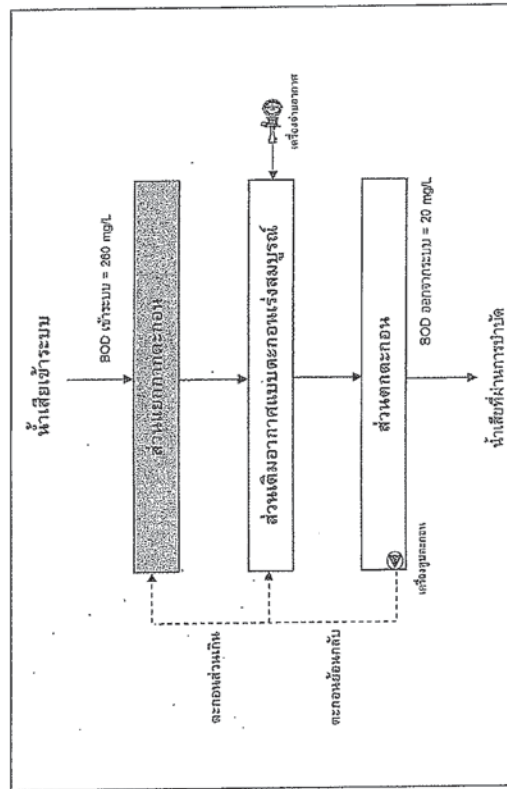 น้ำเสียเข้าระบบ
BOD เข้าระบบ = 260 mg/L
ส่วนแยกกากตะกอน
เครื่องจ่ายอากาศ
ส่วนเติมอากาศแบบตะกอนเร่งสมบูรณ์
ตะกอนส่วนเกิน
ตะกอนย้อนกลับ
ส่วนตกตะกอน
เครื่องสูบตะกอน
BOD ออกจากระบบ = 20 mg/L
น้ำเสียที่ผ่านการบำบัด